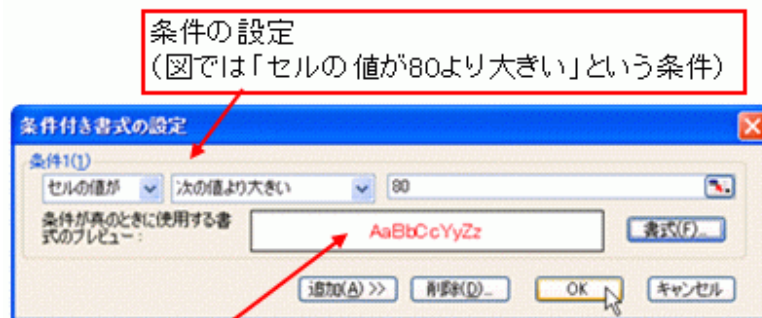 条件の設定
（図では「セルの値が80より大きい」という条件）
条件付き書式の設定
条件1(1)
セルの値が 次の値より大きい 80
条件が真のときに使用する書
式のプレビュー：
AaBbCcYyZz
書式(F)...
追加(A) >> 削除(D)... OK キャンセル